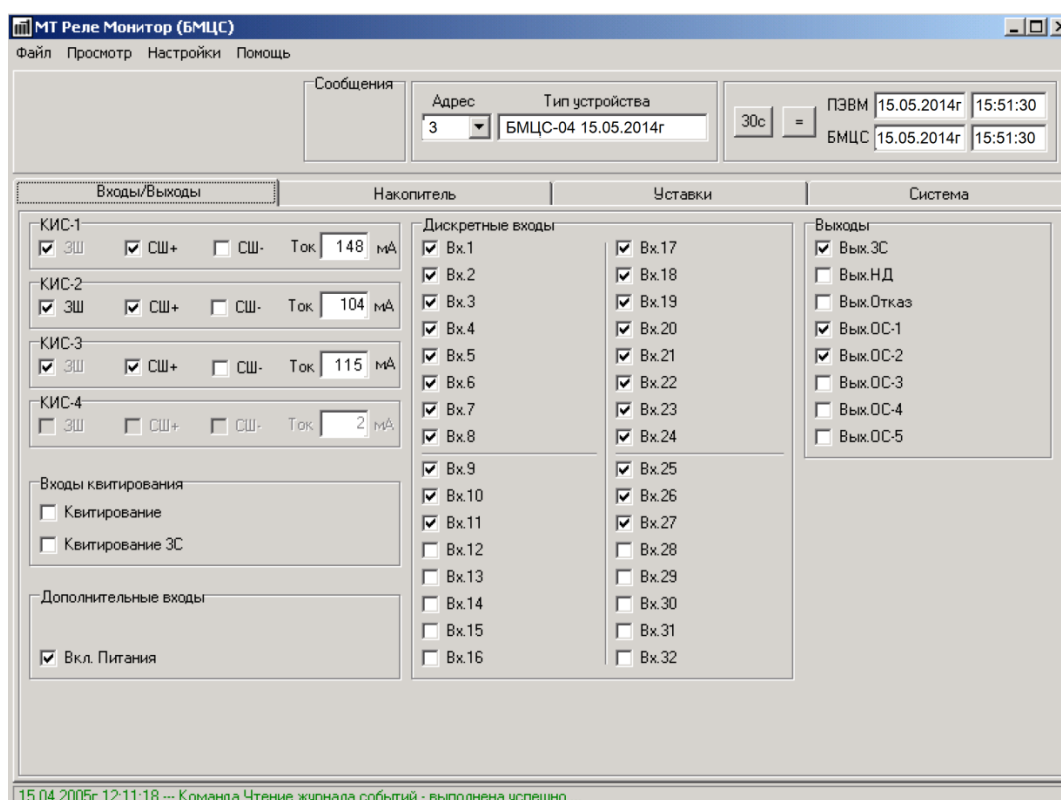 МТ Реле Монитор (БМЦС)
Файл Просмотр Настройки Помощь
Сообщения
Адрес Тип устройства
3 БМЦС-04 15.05.2014г
30с =
ПЭВМ 15.05.2014г 15:51:30
БМЦС 15.05.2014г 15:51:30
Входы/Выходы Накопитель Уставки Система
КИС-1
ЗШ СШ+ СШ- Ток 148 мА
КИС-2
ЗШ СШ+ СШ- Ток 104 мА
КИС-3
ЗШ СШ+ СШ- Ток 115 мА
КИС-4
ЗШ СШ+ СШ- Ток 2 мА
Входы квитирования
Квитирование
Квитирование ЗС
Дополнительные входы
Вкл. Питания
Дискретные входы
Вх.1 Вх.17
Вх.2 Вх.18
Вх.3 Вх.19
Вх.4 Вх.20
Вх.5 Вх.21
Вх.6 Вх.22
Вх.7 Вх.23
Вх.8 Вх.24
Вх.9 Вх.25
Вх.10 Вх.26
Вх.11 Вх.27
Вх.12 Вх.28
Вх.13 Вх.29
Вх.14 Вх.30
Вх.15 Вх.31
Вх.16 Вх.32
Выходы
Вых.ЗС
Вых.НД
Вых.Отказ
Вых.ОС-1
Вых.ОС-2
Вых.ОС-3
Вых.ОС-4
Вых.ОС-5
15.04.2005г 12:11:18 --- Команда Чтение журнала событий - выполнена успешно